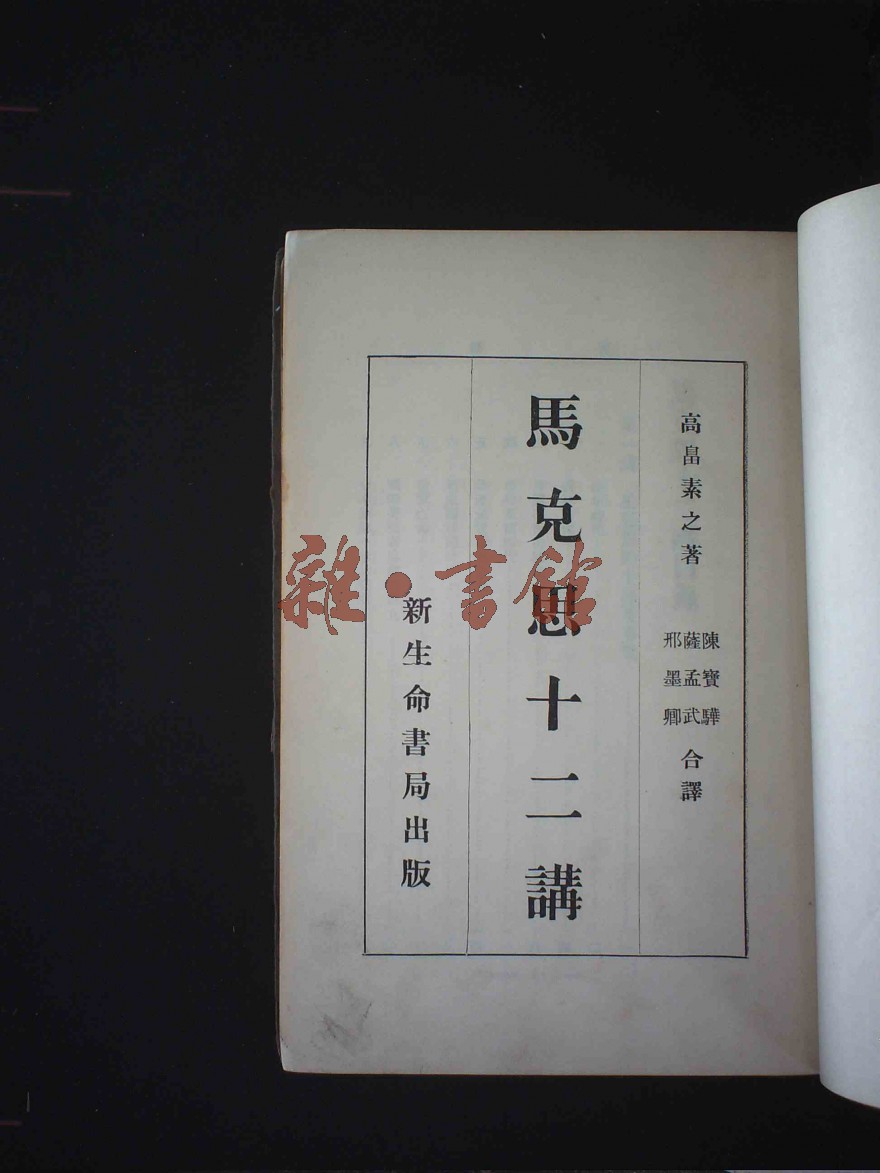 高畠素之著
陳寶驊
薩孟武
邢墨卿
合譯
馬克思十二講
新生命書局出版
雜·書館